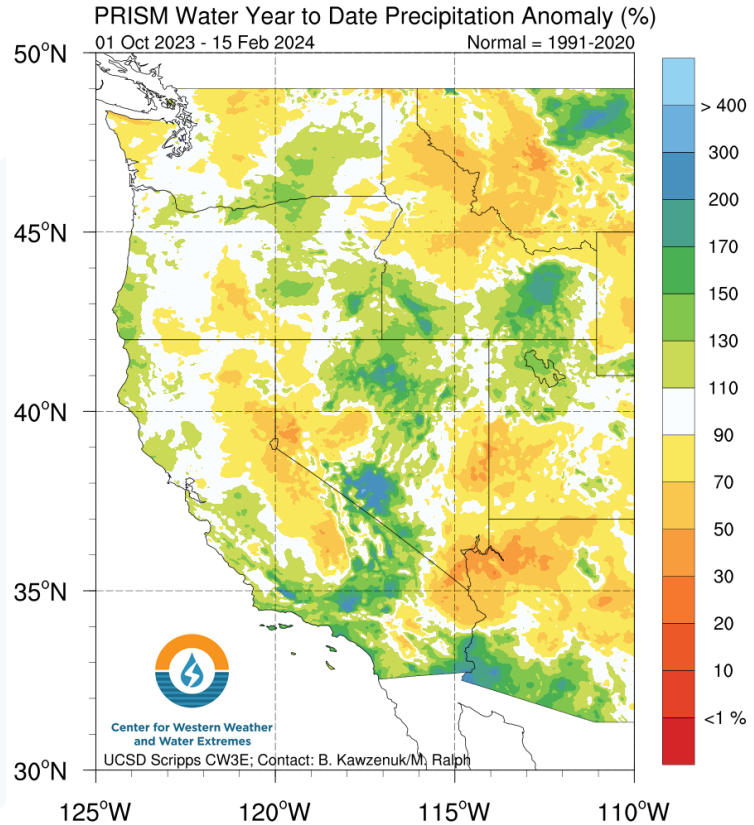 PRISM Water Year to Date Precipitation Anomaly (%)
01 Oct 2023 - 15 Feb 2024 Normal = 1991-2020
50°N
45°N
40°N
35°N
30°N
125°W 120°W 115°W 110°W
> 400
300
200
170
150
130
110
90
70
50
30
20
10
<1 %
Center for Western Weather
and Water Extremes
UCSD Scripps CW3E; Contact: B. Kawzenuk/M. Ralph